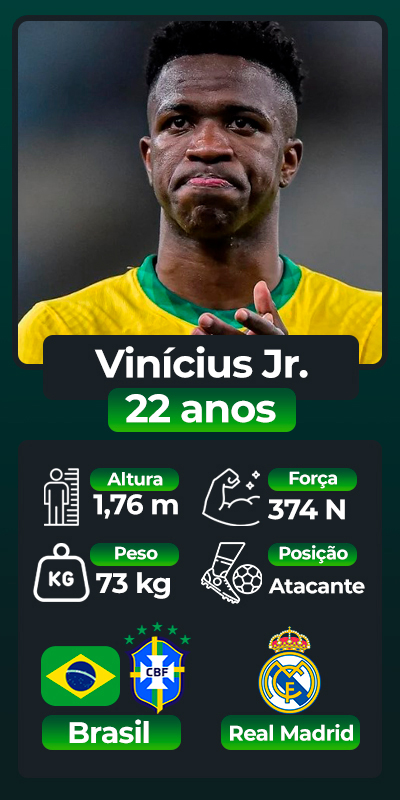 Vinícius Jr.
22 anos
Altura
1,76 m
Força
374 N
KG
Peso
73 kg
Posição
Atacante
CBF
Brasil
Real Madrid